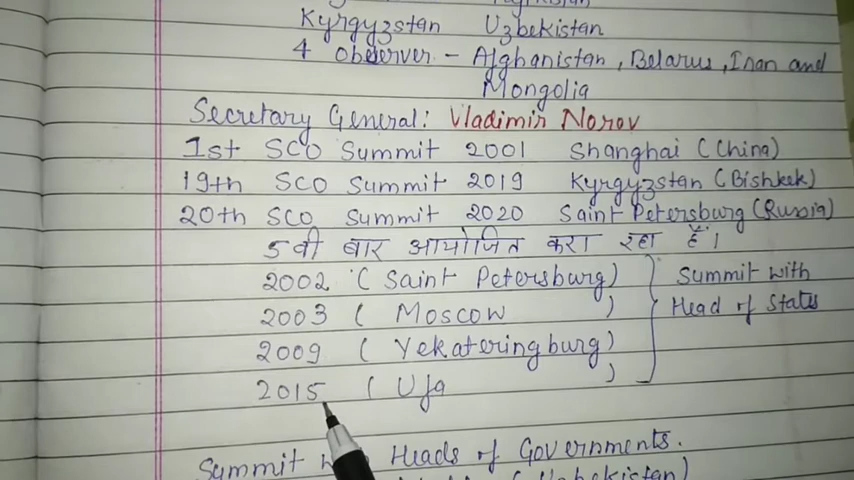 Kyrgyzstan Uzbekistan
4 observer - Afghanistan, Belarus, Iran and
Mongolia
Secretary General: Vladimir Norov
1st SCO Summit 2001 Shanghai (China)
19th SCO Summit 2019 Kyrgyzstan (Bishkek)
20th SCO Summit 2020 Saint Petersburg (Russia)
5वी बार आयोजित करा रहा हैं।
2002 (Saint Petersburg) Summit with
2003 (Moscow) Head of States
2009 (Yekateringburg)
2015 (Ufa)
Summit Heads of Governments.
(Uzbekistan)